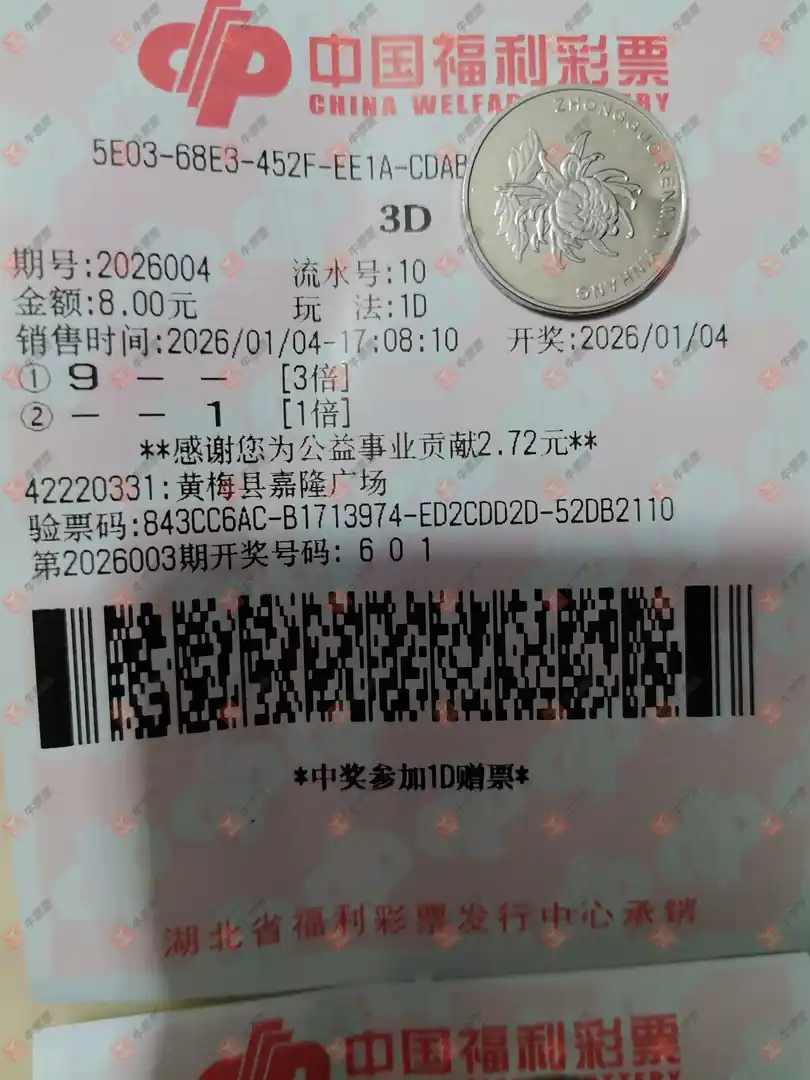 中国福利彩票
CHINA WELFARE LOTTERY
5E03-68E3-452F-EE1A-CDAB
ZHONGGUO RENMIN YINHANG
3D
期号:2026004 流水号:10
金额:8.00元 玩 法:1D
销售时间:2026/01/04-17:08:10 开奖:2026/01/04
① 9 – – [3倍]
② – – 1 [1倍]
**感谢您为公益事业贡献2.72元**
42220331:黄梅县嘉隆广场
验票码:843CC6AC-B1713974-ED2CDD2D-52DB2110
第2026003期开奖号码: 6 0 1
*中奖参加1D赠票*
湖北省福利彩票发行中心承销
中国福利彩票